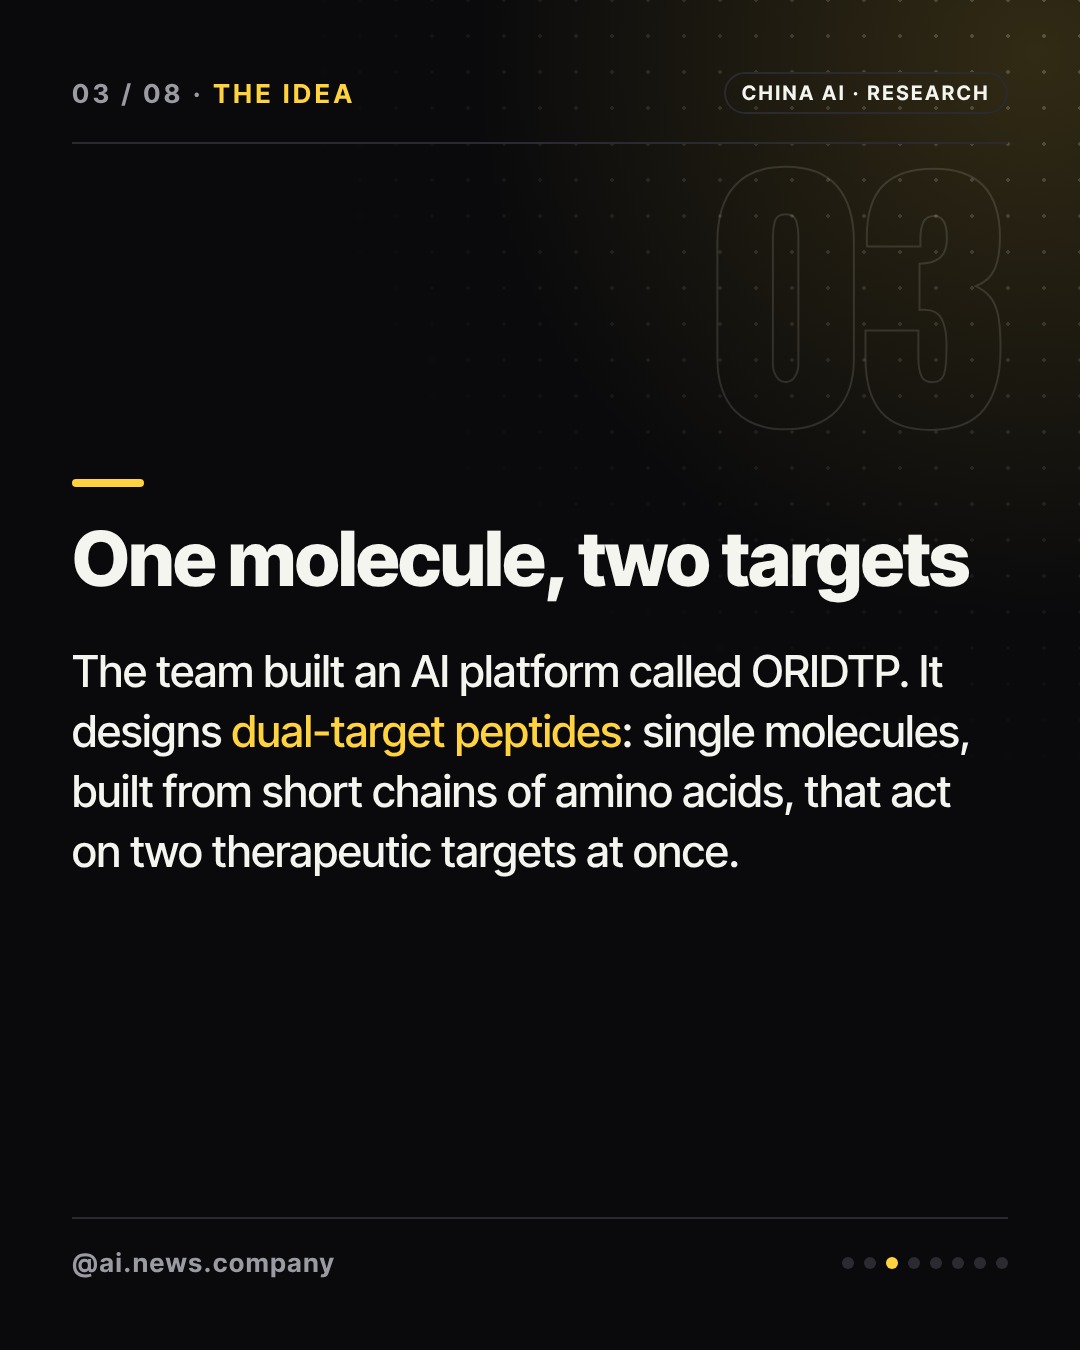 03 / 08 · THE IDEA
CHINA AI · RESEARCH
03
One molecule, two targets
The team built an AI platform called ORIDTP. It
designs dual-target peptides: single molecules,
built from short chains of amino acids, that act
on two therapeutic targets at once.
@ai.news.company